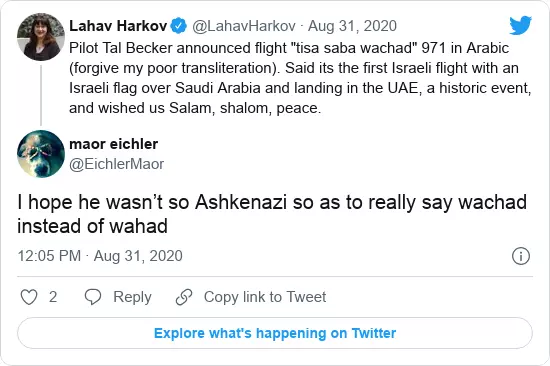 Lahav Harkov @LahavHarkov · Aug 31, 2020
Pilot Tal Becker announced flight "tisa saba wachad" 971 in Arabic
(forgive my poor transliteration). Said its the first Israeli flight with an
Israeli flag over Saudi Arabia and landing in the UAE, a historic event,
and wished us Salam, shalom, peace.
maor eichler
@EichlerMaor
I hope he wasn’t so Ashkenazi so as to really say wachad
instead of wahad
12:05 PM · Aug 31, 2020
2 Reply Copy link to Tweet
Explore what's happening on Twitter